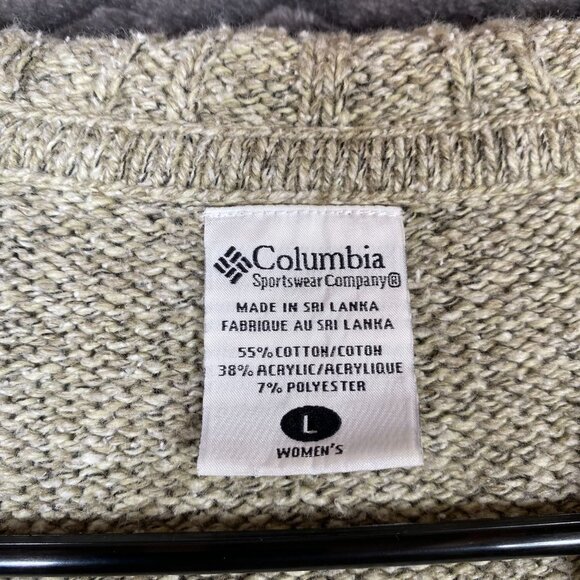 Columbia
Sportswear Company®
MADE IN SRI LANKA
FABRIQUE AU SRI LANKA
55% COTTON/COTON
38% ACRYLIC/ACRYLIQUE
7% POLYESTER
L
WOMEN'S